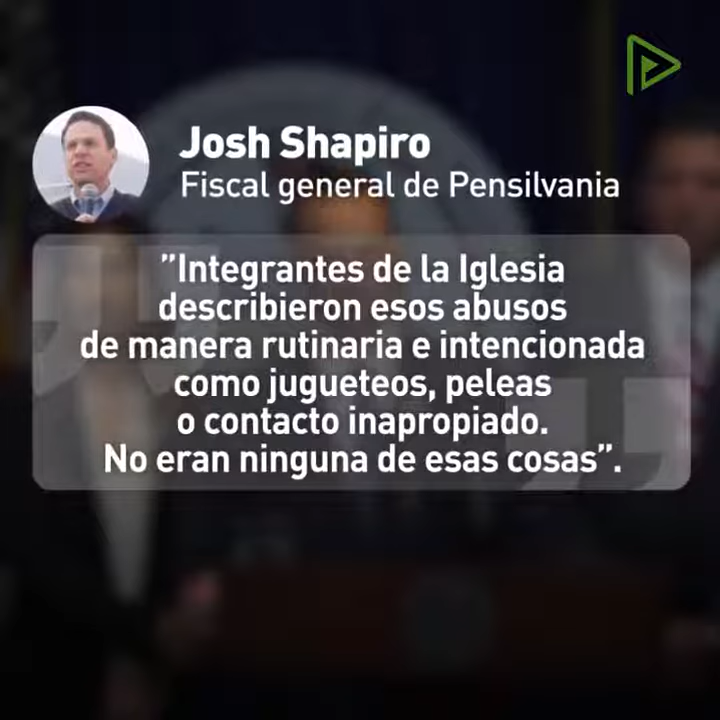 Josh Shapiro
Fiscal general de Pensilvania
”Integrantes de la Iglesia
describieron esos abusos
de manera rutinaria e intencionada
como jugueteos, peleas
o contacto inapropiado.
No eran ninguna de esas cosas”.